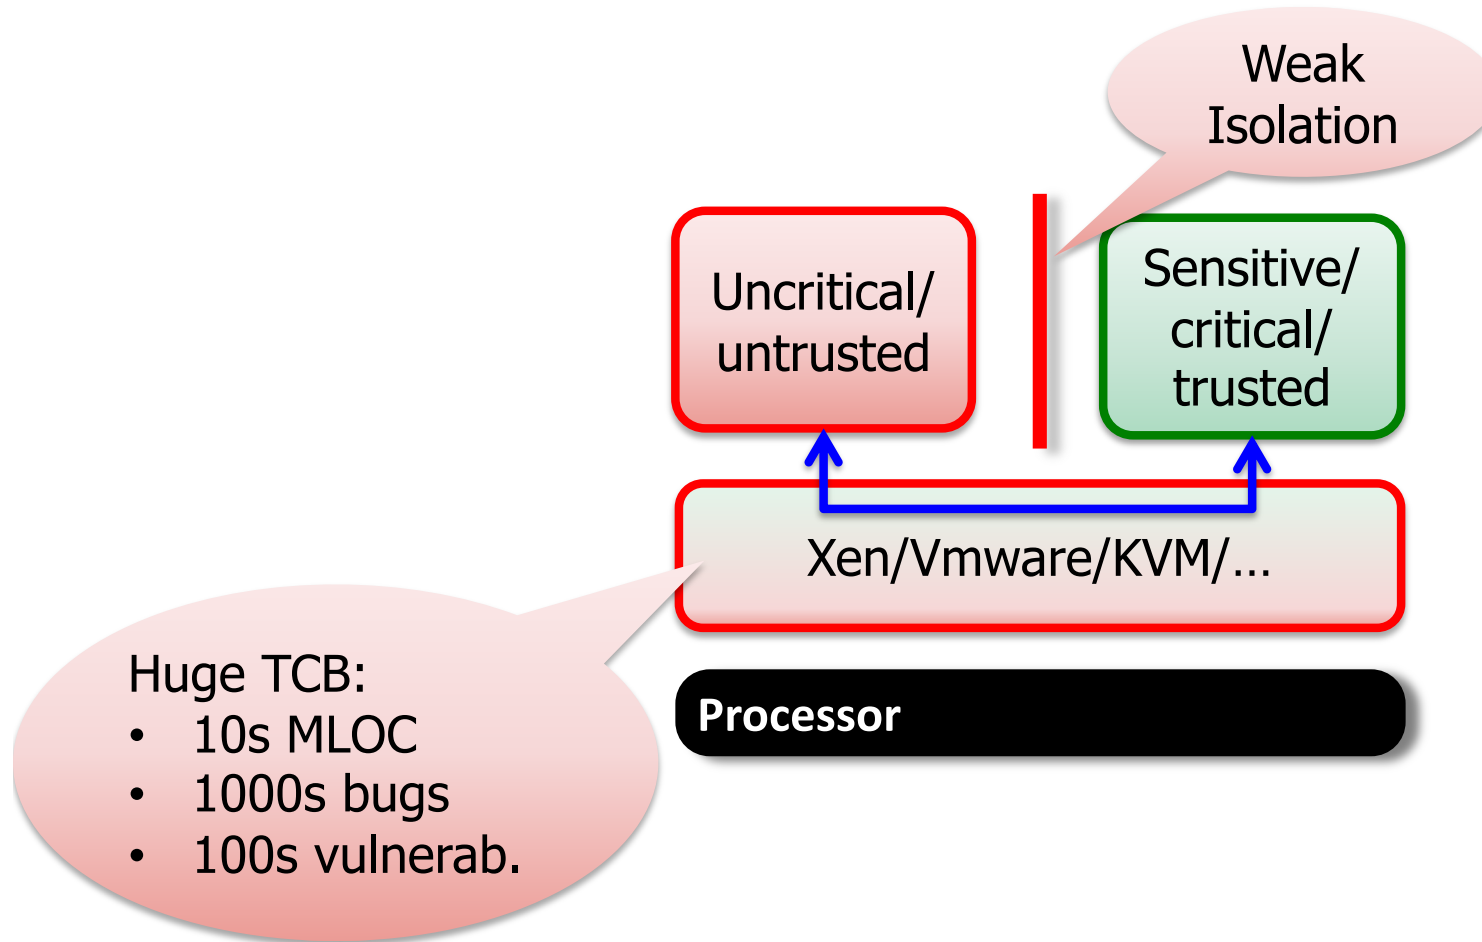 Weak
Isolation
Uncritical/
untrusted
Sensitive/
critical/
trusted
Xen/Vmware/KVM/...
Huge TCB:
• 10s MLOC
• 1000s bugs
• 100s vulnerab.
Processor